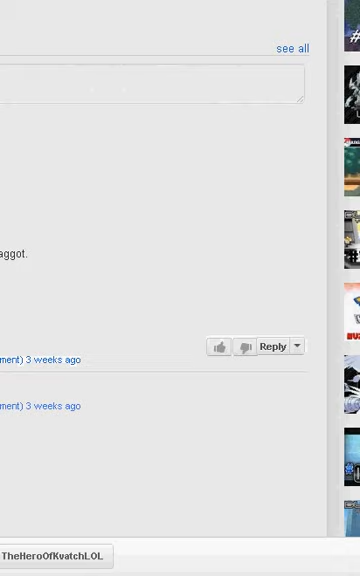 see all
aggot.
Reply
ment) 3 weeks ago
ment) 3 weeks ago
TheHeroOfKvatchLOL